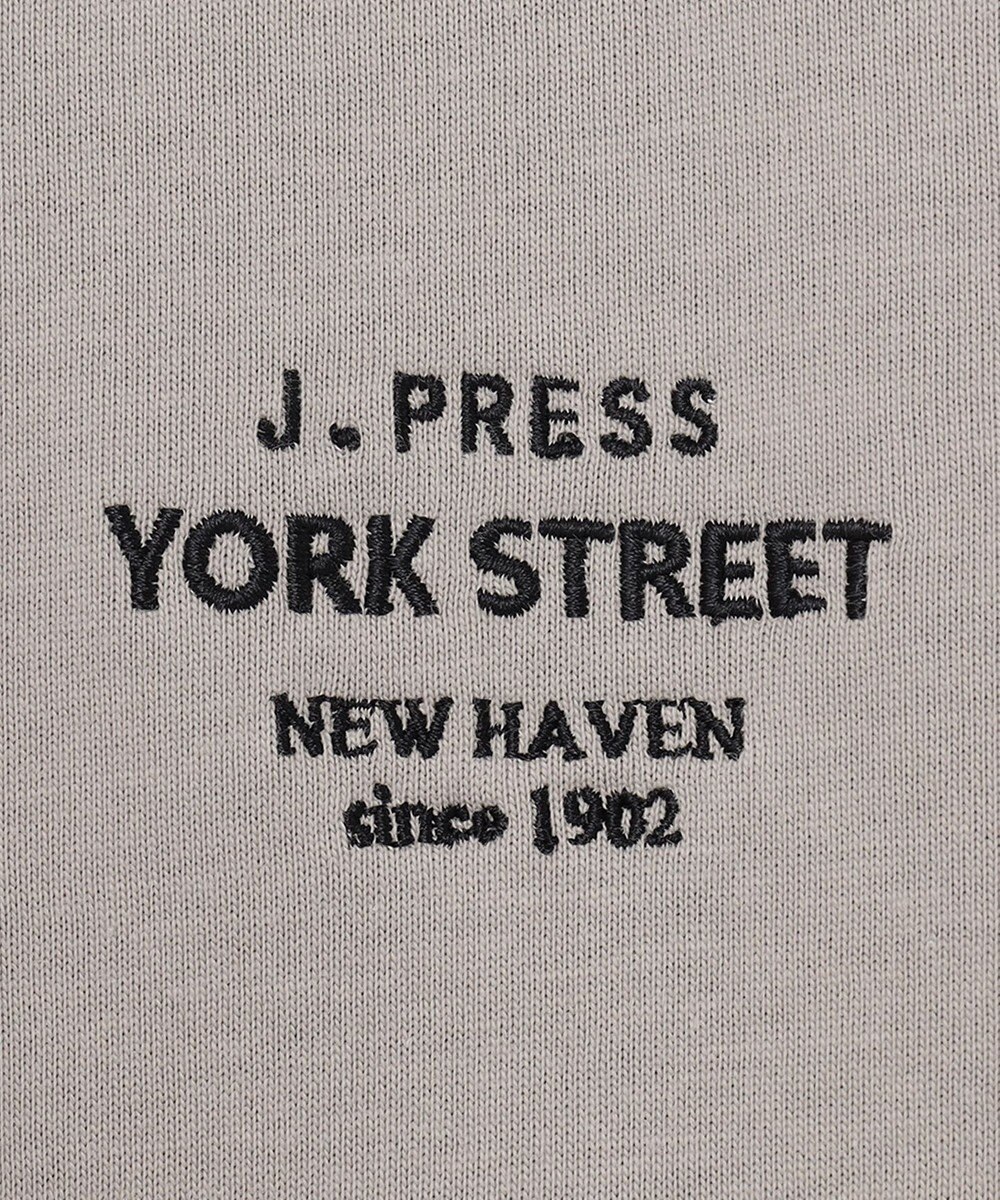 J. PRESS
YORK STREET
NEW HAVEN
since 1902